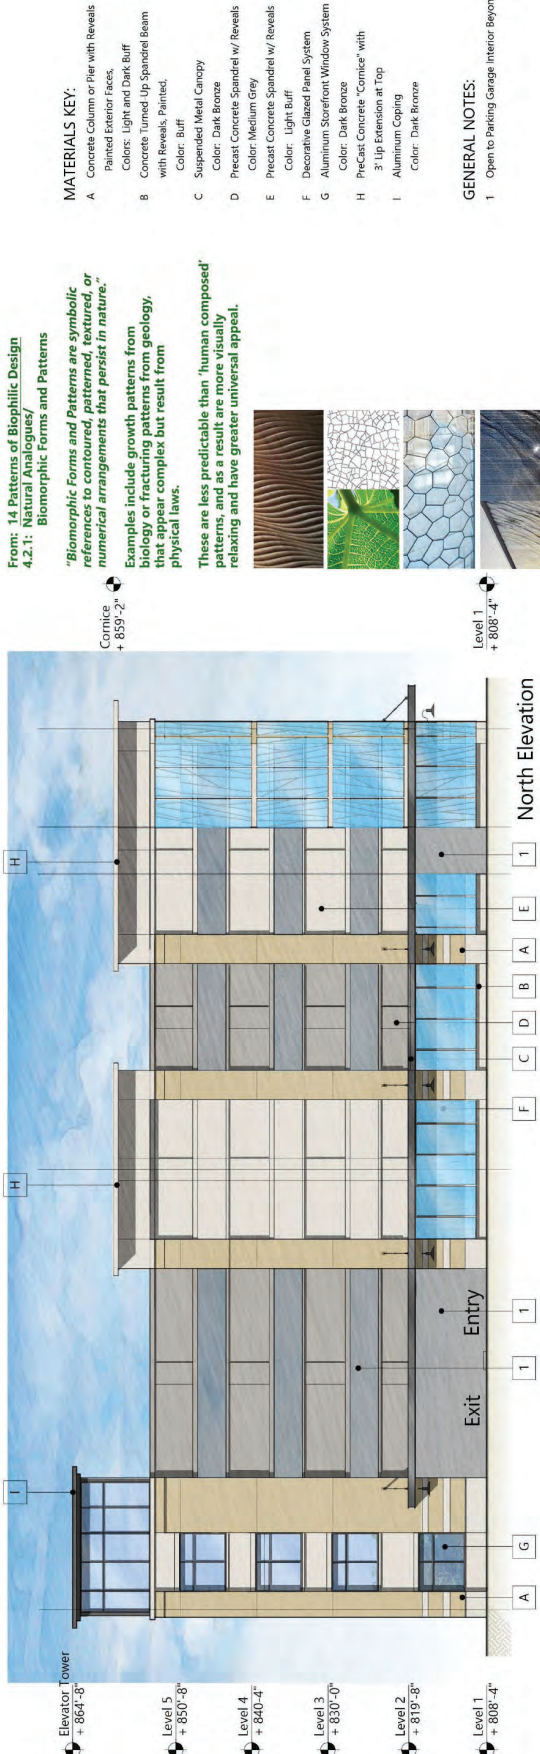 Elevator Tower
+ 864'-8"
Level 5
+ 850'-8"
Level 4
+ 840'-4"
Level 3
+ 830'-0"
Level 2
+ 819'-8"
Level 1
+ 808'-4"
I
H
H
A
G
1
1
F
C
D
B
A
E
1
Exit
Entry
North Elevation
Cornice
+ 859'-2"
Level 1
+ 808'-4"
From: 14 Patterns of Biophilic Design
4.2.1: Natural Analogues/
Biomorphic Forms and Patterns
"Biomorphic Forms and Patterns are symbolic
references to contoured, patterned, textured, or
numerical arrangements that persist in nature."
Examples include growth patterns from
biology or fracturing patterns from geology,
that appear complex but result from
physical laws.
These are less predictable than 'human composed'
patterns, and as a result are more visually
relaxing and have greater universal appeal.
MATERIALS KEY:
A Concrete Column or Pier with Reveals
Painted Exterior Faces,
Colors: Light and Dark Buff
B Concrete Turned Up Spandrel Beam
with Reveals, Painted,
Color: Buff
C Suspended Metal Canopy
Color: Dark Bronze
D Precast Concrete Spandrel w/ Reveals
Color: Medium Grey
E Precast Concrete Spandrel w/ Reveals
Color: Light Buff
F Decorative Glazed Panel System
G Aluminum Storefront Window System
Color: Dark Bronze
H PreCast Concrete "Cornice" with
3' Lip Extension at Top
I Aluminum Coping
Color: Dark Bronze
GENERAL NOTES:
1 Open to Parking Garage Interior Beyon